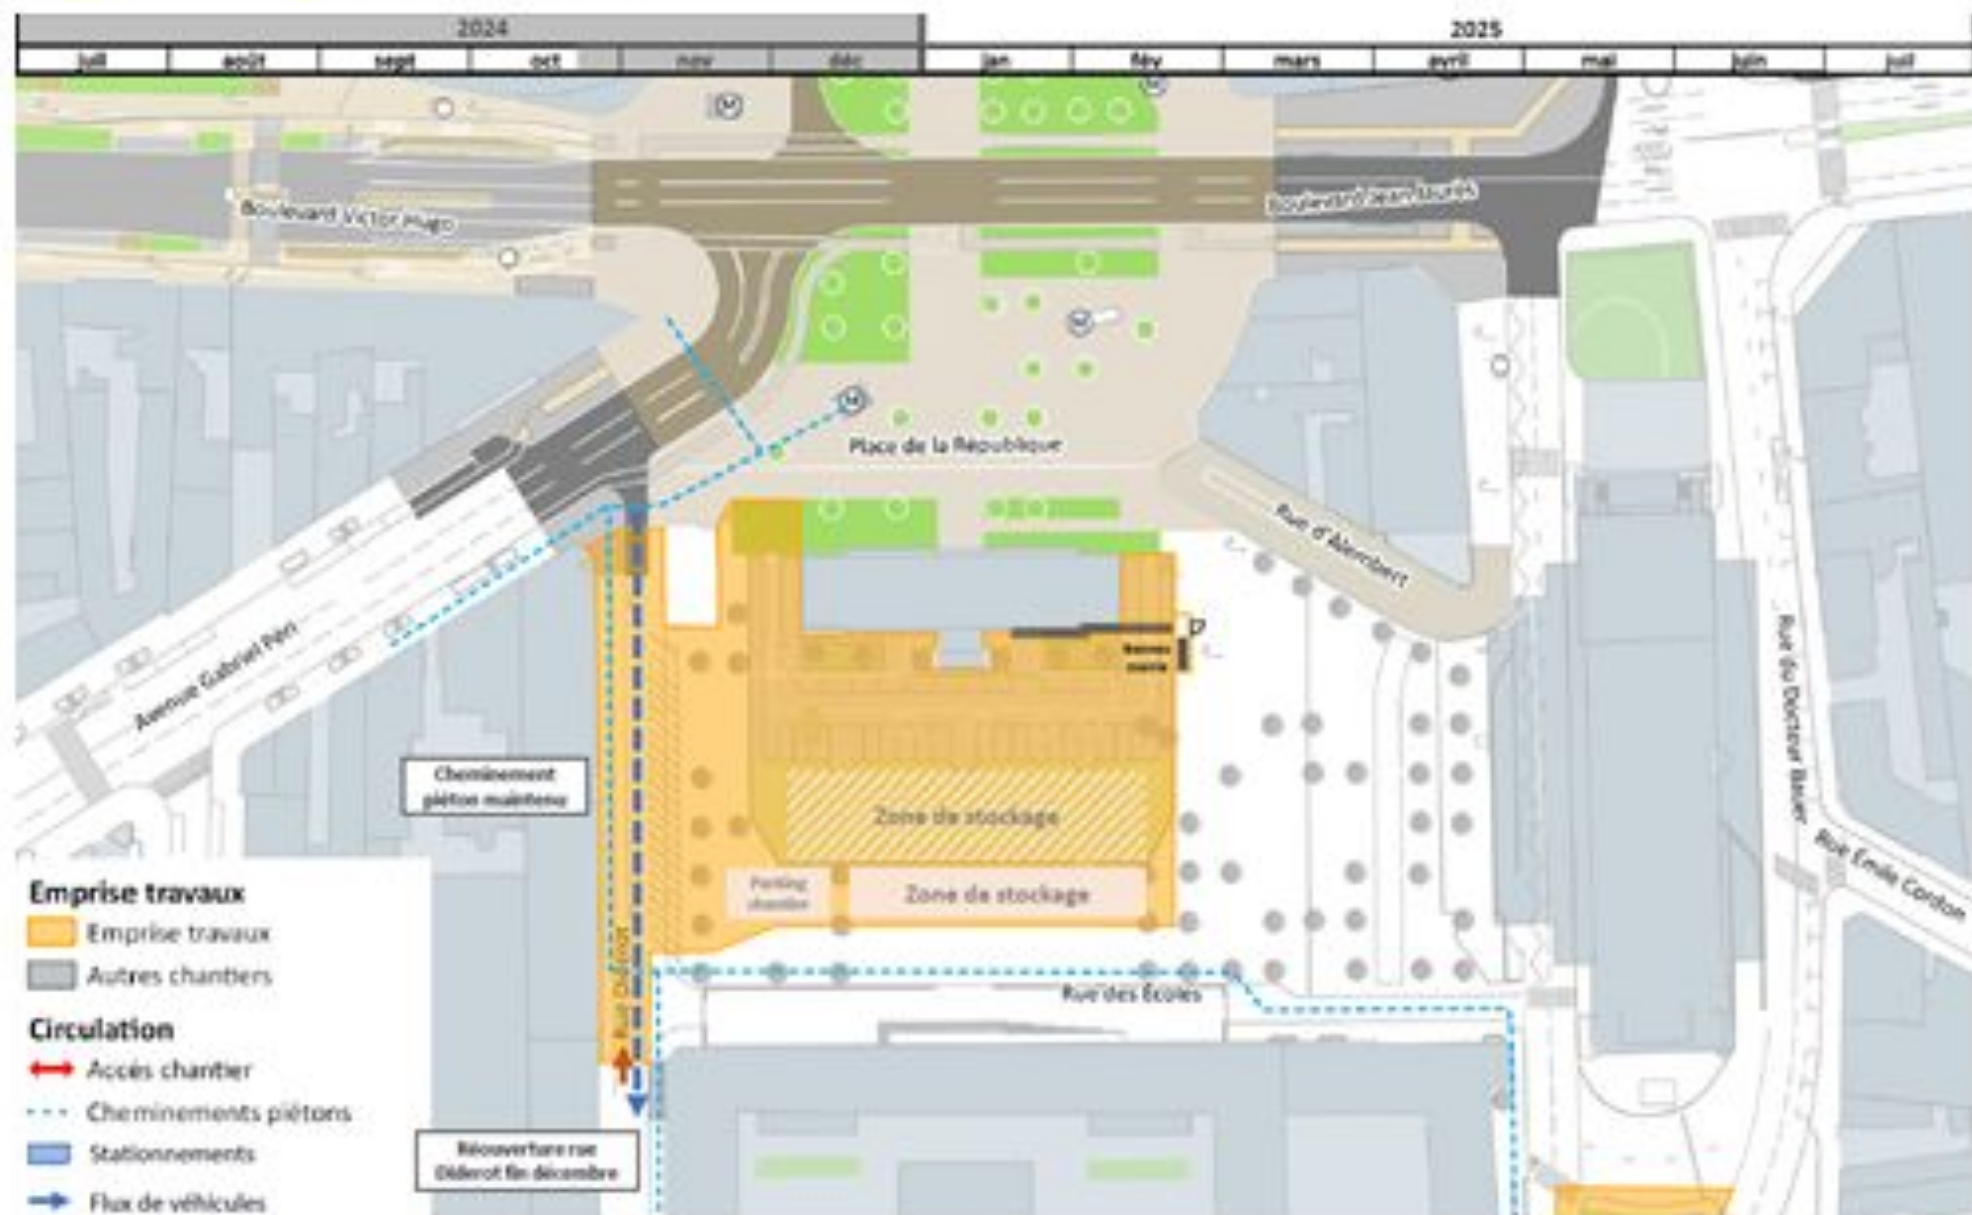 2024
2025
juil
août
sept
oct
nov
déc
jan
fév
mars
avril
mai
juin
juil
M
M
Boulevard Victor Hugo
Boulevard Jean Jaurès
M
M
Place de la République
Rue d'Alembert
Avenue Gabriel Péri
Rue du Docteur Bauer
Cheminement
piéton maintenu
Zone de stockage
Rue Emile Cordon
Parking
chantier
Zone de stockage
Rue Diderot
Rue des Écoles
Emprise travaux
Emprise travaux
Autres chantiers
Circulation
Accès chantier
Cheminements piétons
Stationnements
Flux de véhicules
Réouverture rue
Diderot fin décembre